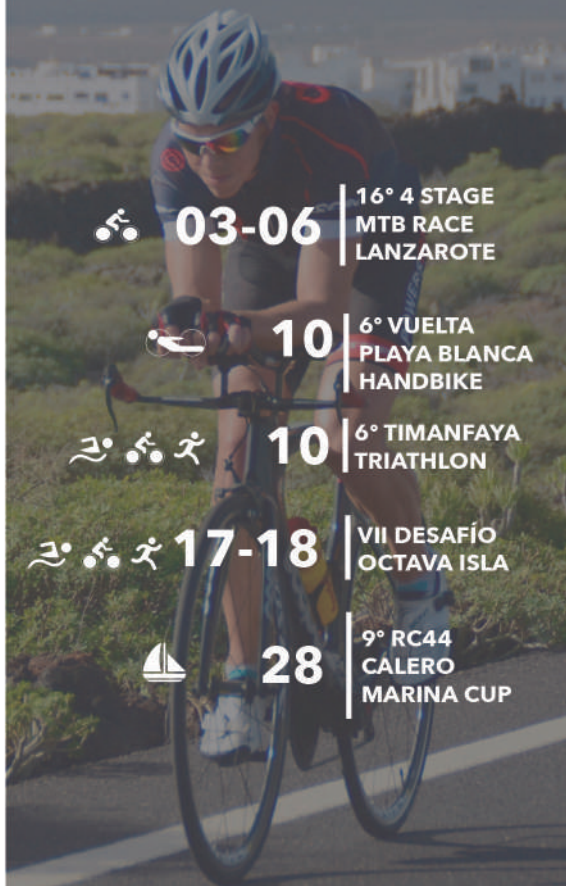 03-06
16° 4 STAGE
MTB RACE
LANZAROTE
10
6° VUELTA
PLAYA BLANCA
HANDBIKE
10
6° TIMANFAYA
TRIATHLON
17-18
VII DESAFÍO
OCTAVA ISLA
28
9° RC44
CALERO
MARINA CUP